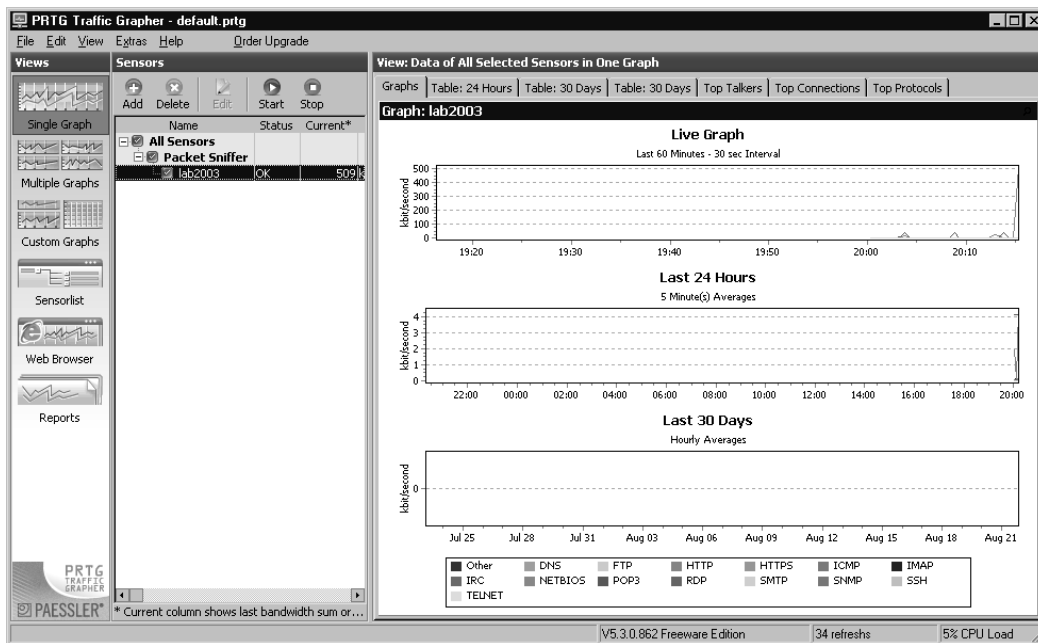 PRTG Traffic Grapher - default.prtg
File Edit View Extras Help Order Upgrade
Views
Single Graph
Multiple Graphs
Custom Graphs
Sensorlist
Web Browser
Reports
PRTG
TRAFFIC
GRAPHER
PAESSLER
Sensors
Add Delete Edit Start Stop
Name Status Current*
All Sensors
Packet Sniffer
lab2003 OK 509 k
* Current column shows last bandwidth sum or...
View: Data of All Selected Sensors in One Graph
Graphs Table: 24 Hours Table: 30 Days Table: 30 Days Top Talkers Top Connections Top Protocols
Graph: lab2003
Live Graph
Last 60 Minutes - 30 sec Interval
kbit/second
500
400
300
200
100
0
19:20 19:30 19:40 19:50 20:00 20:10
Last 24 Hours
5 Minute(s) Averages
kbit/second
4
3
2
1
0
22:00 00:00 02:00 04:00 06:00 08:00 10:00 12:00 14:00 16:00 18:00 20:00
Last 30 Days
Hourly Averages
kbit/second
0
Jul 25 Jul 28 Jul 31 Aug 03 Aug 06 Aug 09 Aug 12 Aug 15 Aug 18 Aug 21
Other DNS FTP HTTP HTTPS ICMP IMAP
IRC NETBIOS POP3 RDP SMTP SNMP SSH
TELNET
V5.3.0.862 Freeware Edition 34 refreshs 5% CPU Load